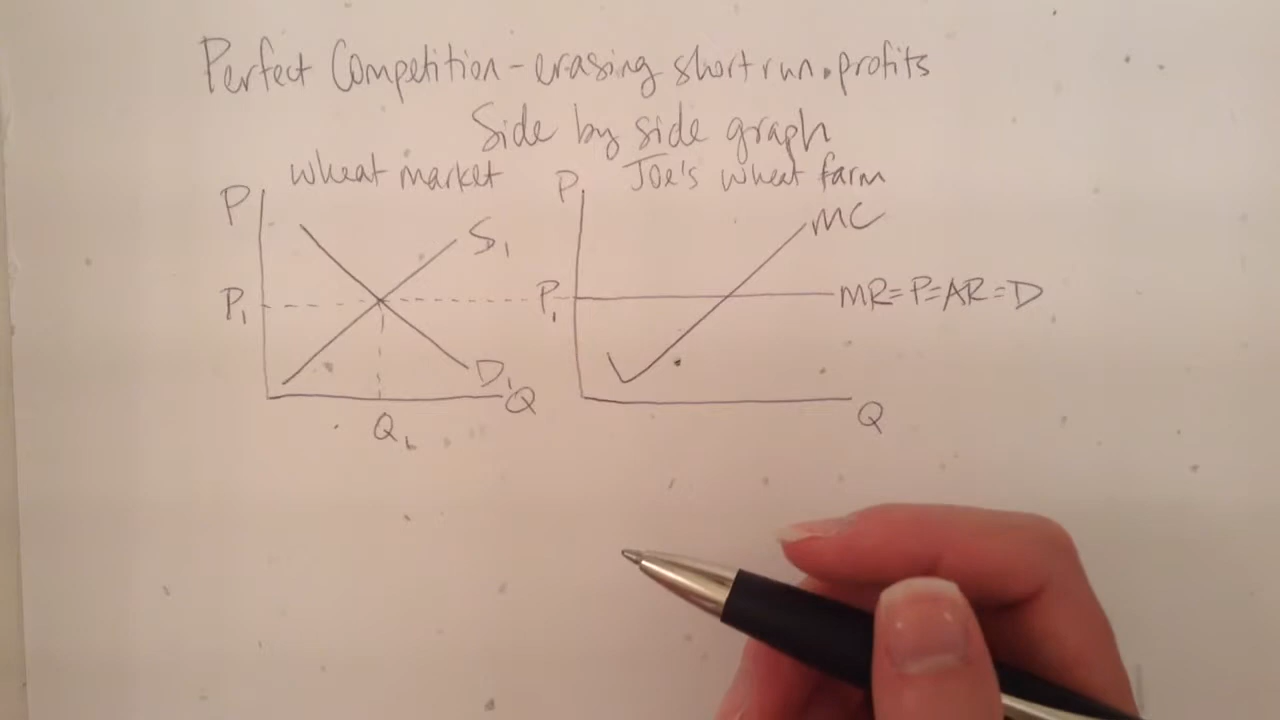 Perfect Competition - erasing short run profits
Side by side graph
wheat market
Joe's wheat farm
P
S1
P1
D1
Q
Q1
P
MC
P1
MR=P=AR=D
Q